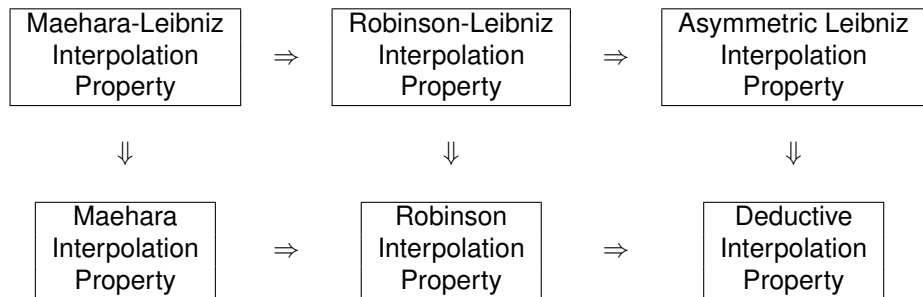 Maehara-Leibniz
Interpolation
Property
⇒
Robinson-Leibniz
Interpolation
Property
⇒
Asymmetric Leibniz
Interpolation
Property
⇓
⇓
⇓
Maehara
Interpolation
Property
⇒
Robinson
Interpolation
Property
⇒
Deductive
Interpolation
Property